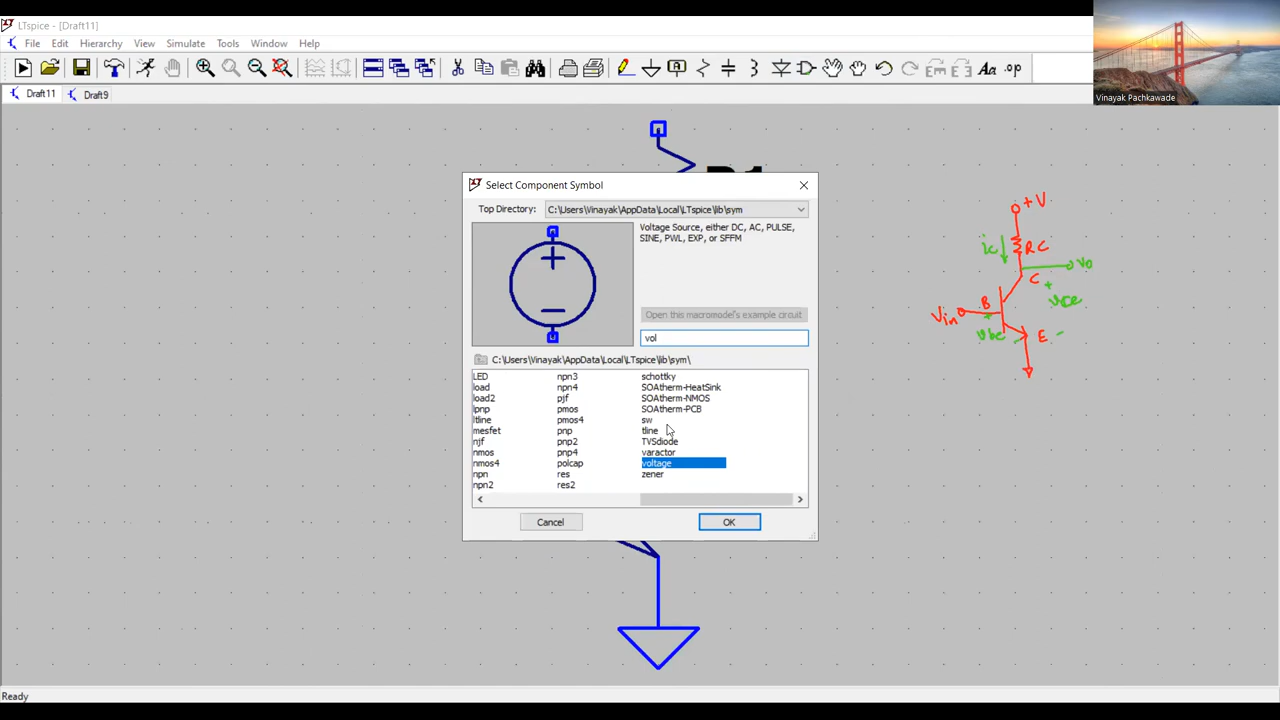 LTspice - [Draft11]
File Edit Hierarchy View Simulate Tools Window Help
Aa .op
Draft11 Draft9
Vinayak Pachkawade
Select Component Symbol
Top Directory: C:\Users\Vinayak\AppData\Local\LTspice\lib\sym
Voltage Source, either DC, AC, PULSE,
SINE, PWL, EXP, or SFFM
Open this macromodel's example circuit
vol
C:\Users\Vinayak\AppData\Local\LTspice\lib\sym\
LED npn3 schottky
load npn4 SOAtherm-HeatSink
load2 pjf SOAtherm-NMOS
lpnp pmos SOAtherm-PCB
ltline pmos4 sw
mesfet pnp tline
njf pnp2 TVSdiode
nmos pnp4 varactor
nmos4 polcap voltage
npn res zener
npn2 res2
Cancel OK
+V
ic RC
Vo
C
+
B VCE
Vin
+
Vbe - E -
Ready